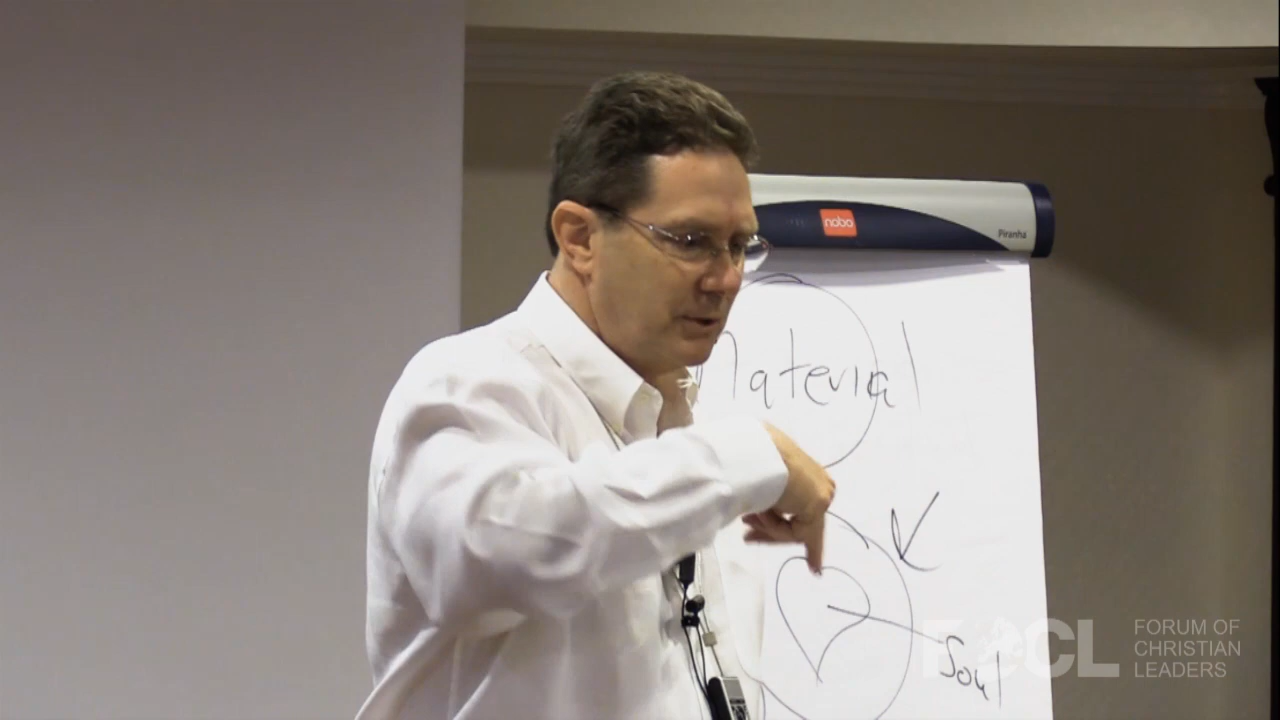 nobo
Piranha
Material
Soul
FOCL
FORUM OF
CHRISTIAN
LEADERS